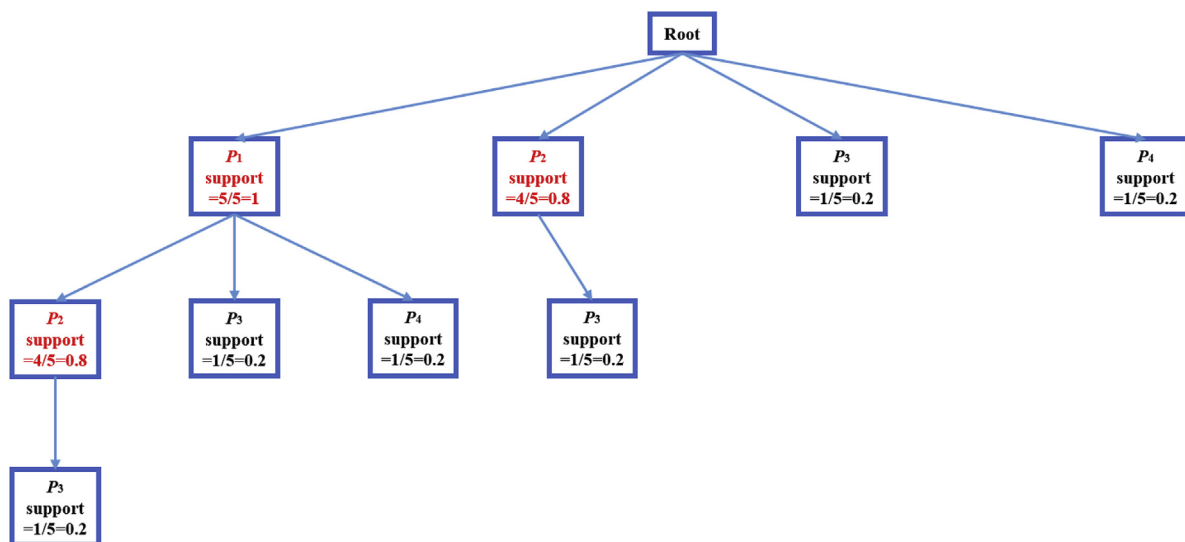 Root
P1
support
=5/5=1
P2
support
=4/5=0.8
P3
support
=1/5=0.2
P4
support
=1/5=0.2
P2
support
=4/5=0.8
P3
support
=1/5=0.2
P4
support
=1/5=0.2
P3
support
=1/5=0.2
P3
support
=1/5=0.2